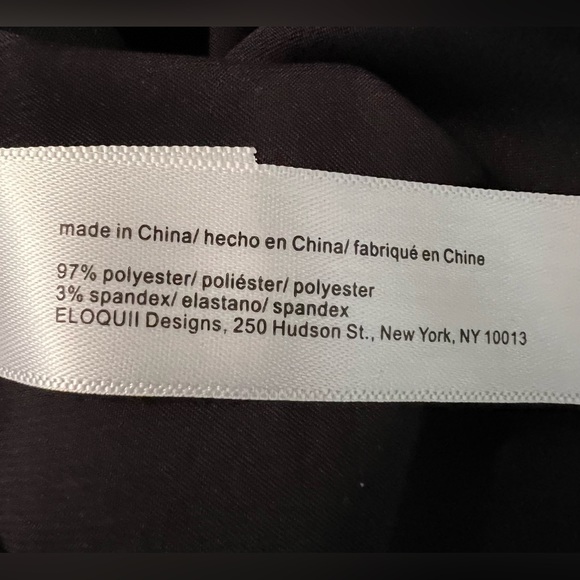 made in China/ hecho en China/ fabriqué en Chine
97% polyester/ poliéster/ polyester
3% spandex/ elastano/ spandex
ELOQUII Designs, 250 Hudson St., New York, NY 10013